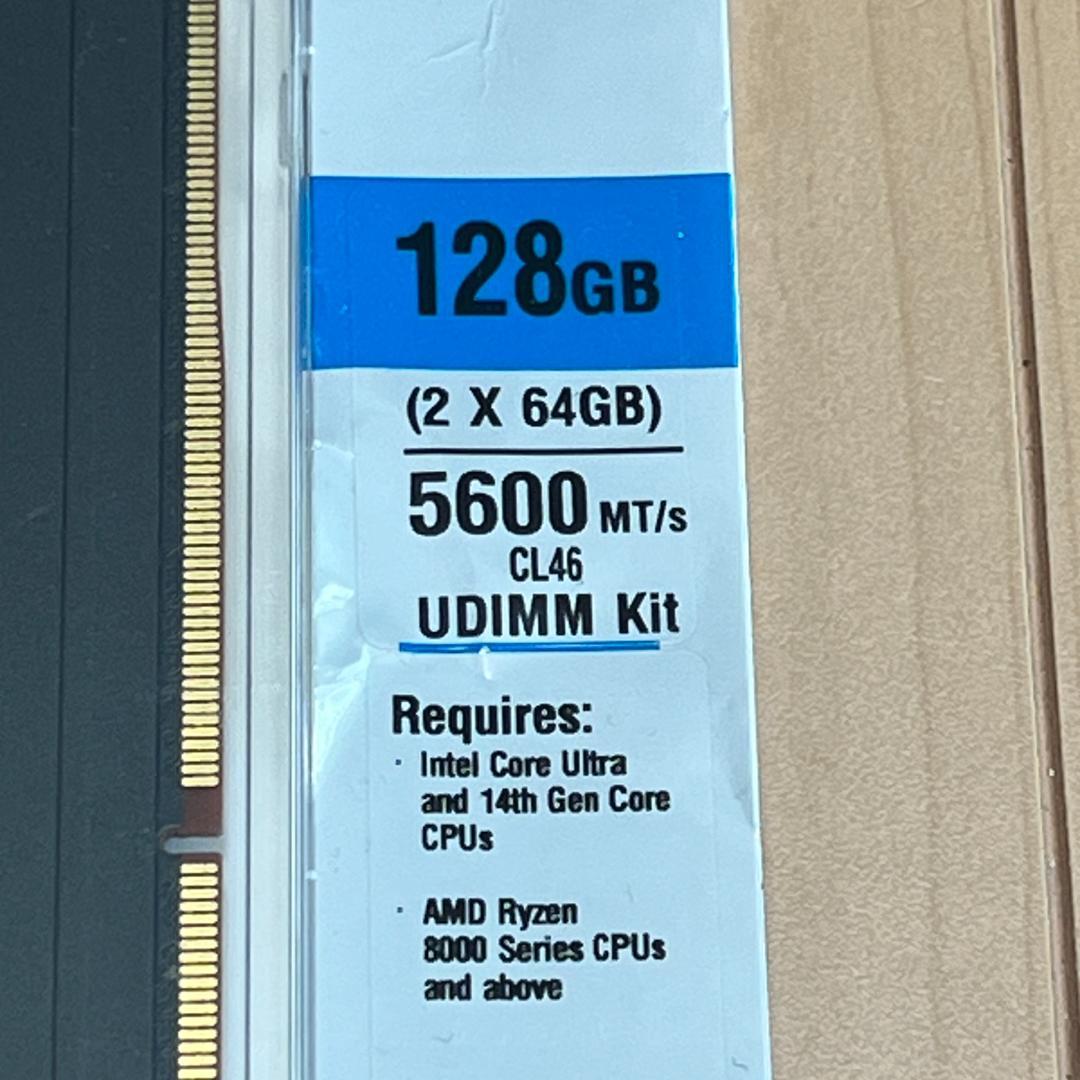 128GB
(2 X 64GB)
5600 MT/s
CL46
UDIMM Kit
Requires:
· Intel Core Ultra
and 14th Gen Core
CPUs
· AMD Ryzen
8000 Series CPUs
and above